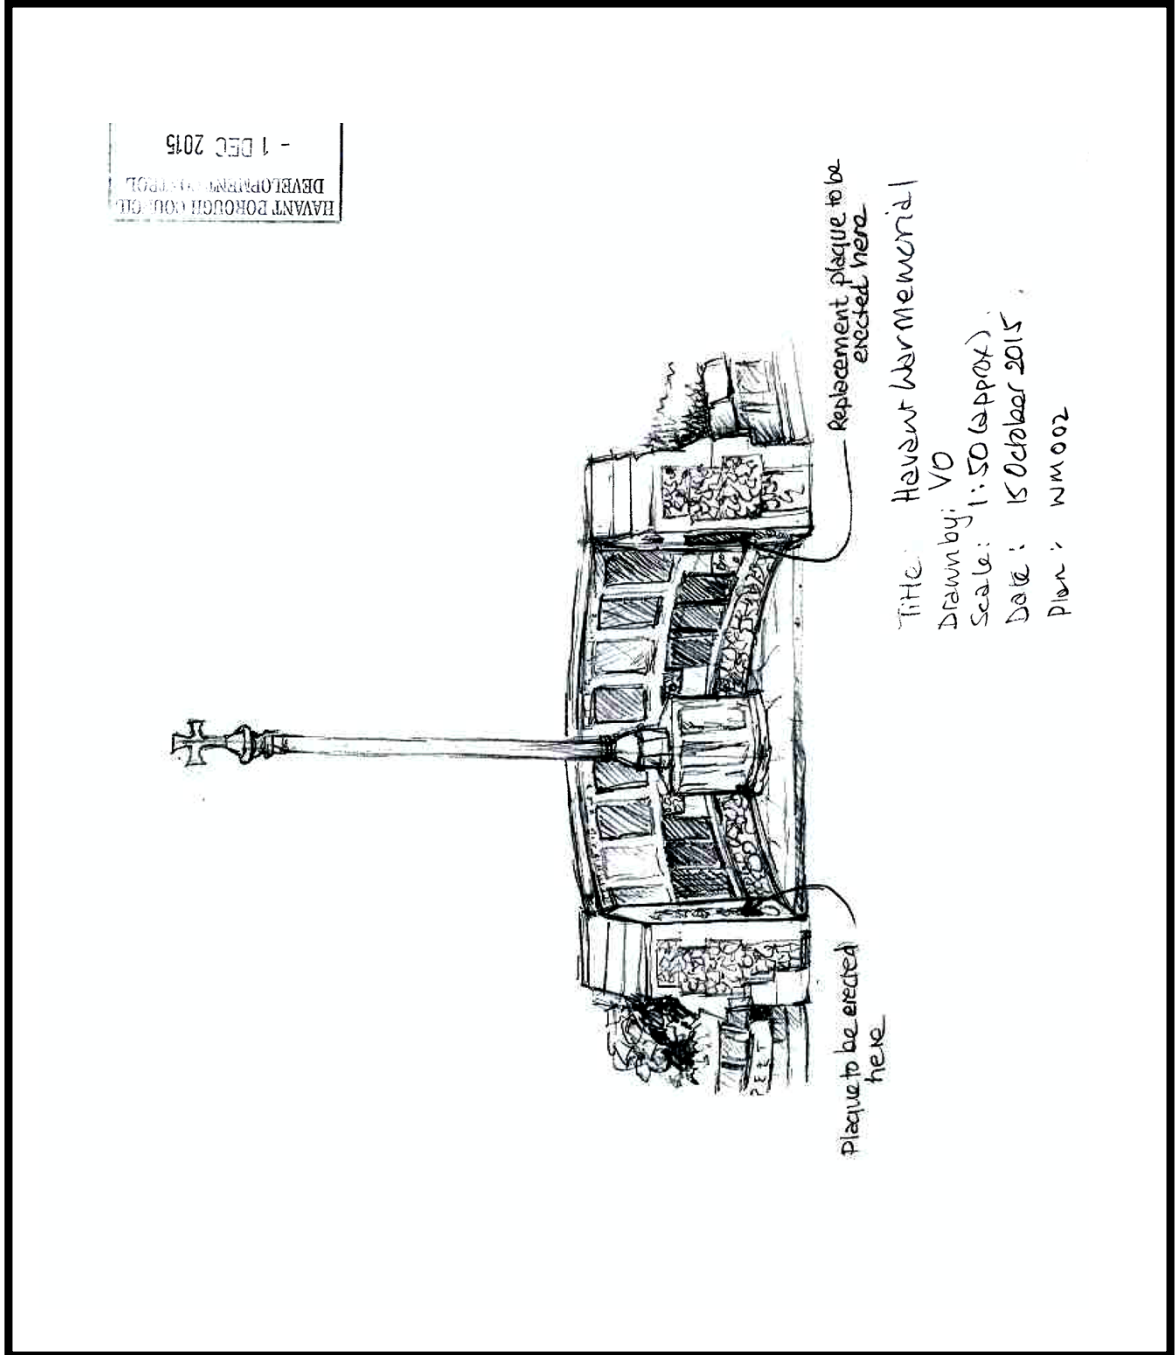 HAVANT BOROUGH COUNCIL
DEVELOPMENT CONTROL
- 1 DEC 2015
Replacement plaque to be
erected here
Plaque to be erected
here
Title: Havant War Memorial
Drawn by: VO
Scale: 1:50 (approx).
Date: 15 October 2015.
Plan: WM002